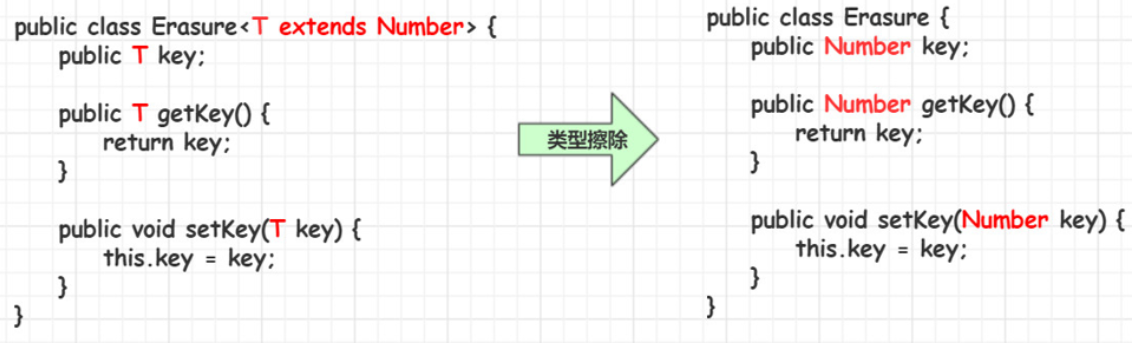 public class Erasure<T extends Number> {
public T key;
public T getKey() {
return key;
}
public void setKey(T key) {
this.key = key;
}
}
类型擦除
public class Erasure {
public Number key;
public Number getKey() {
return key;
}
public void setKey(Number key) {
this.key = key;
}
}